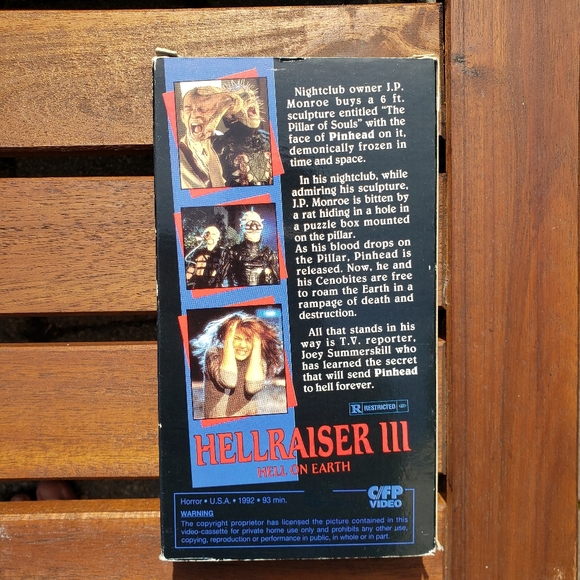 Nightclub owner J.P.
Monroe buys a 6 ft.
sculpture entitled "The
Pillar of Souls" with the
face of Pinhead on it,
demonically frozen in
time and space.
In his nightclub, while
admiring his sculpture,
J.P. Monroe is bitten by
a rat hiding in a hole in
a puzzle box mounted
on the pillar.
As his blood drops on
the Pillar, Pinhead is
released. Now, he and
his Cenobites are free
to roam the Earth in a
rampage of death and
destruction.
All that stands in his
way is T.V. reporter,
Joey Summerskill who
has learned the secret
that will send Pinhead
to hell forever.
R RESTRICTED
HELLRAISER III
HELL ON EARTH
Horror • U.S.A. • 1992 • 93 min.
C/FP
VIDEO
WARNING
The copyright proprietor has licensed the picture contained in this
video-cassette for private home use only and prohibits any other use,
copying, reproduction or performance in public, in whole or in part.